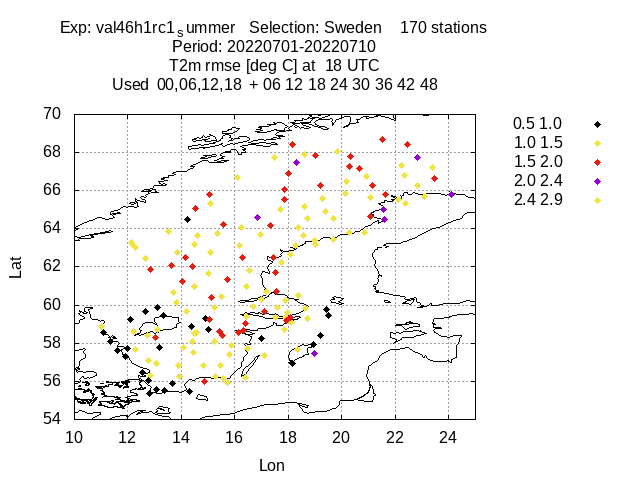 Exp: val46h1rc1summer Selection: Sweden 170 stations
Period: 20220701-20220710
T2m rmse [deg C] at 18 UTC
Used 00,06,12,18 + 06 12 18 24 30 36 42 48
70
68
66
64
62
60
58
56
54
Lat
10 12 14 16 18 20 22 24
Lon
0.5 1.0
1.0 1.5
1.5 2.0
2.0 2.4
2.4 2.9